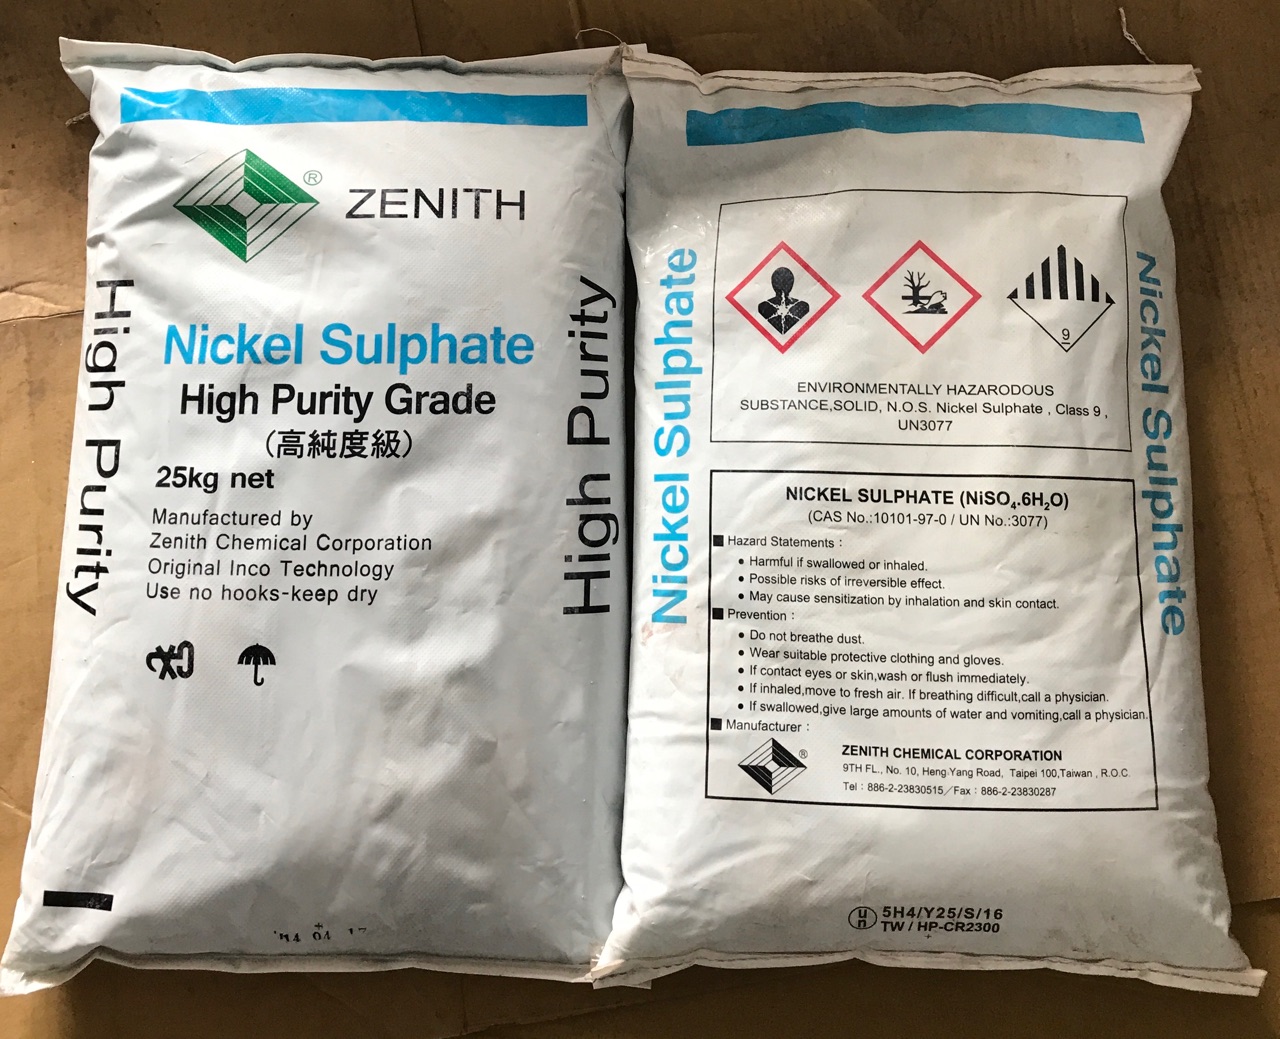 ® ZENITH
Nickel Sulphate
High Purity Grade
(高純度級)
25kg net
Manufactured by
Zenith Chemical Corporation
Original Inco Technology
Use no hooks-keep dry
High Purity
High Purity
Nickel Sulphate
Nickel Sulphate
9
ENVIRONMENTALLY HAZARODOUS
SUBSTANCE,SOLID, N.O.S. Nickel Sulphate , Class 9 ,
UN3077
NICKEL SULPHATE (NiSO₄.6H₂O)
(CAS No.:10101-97-0 / UN No.:3077)
■ Hazard Statements :
• Harmful if swallowed or inhaled.
• Possible risks of irreversible effect.
• May cause sensitization by inhalation and skin contact.
■ Prevention :
• Do not breathe dust.
• Wear suitable protective clothing and gloves.
• If contact eyes or skin,wash or flush immediately.
• If inhaled,move to fresh air. If breathing difficult,call a physician.
• If swallowed,give large amounts of water and vomiting,call a physician.
■ Manufacturer :
® ZENITH CHEMICAL CORPORATION
9TH FL., No. 10, Heng.Yang Road, Taipei 100,Taiwan , R.O.C.
Tel : 886-2-23830515／Fax : 886-2-23830287
un 5H4/Y25/S/16
TW / HP-CR2300